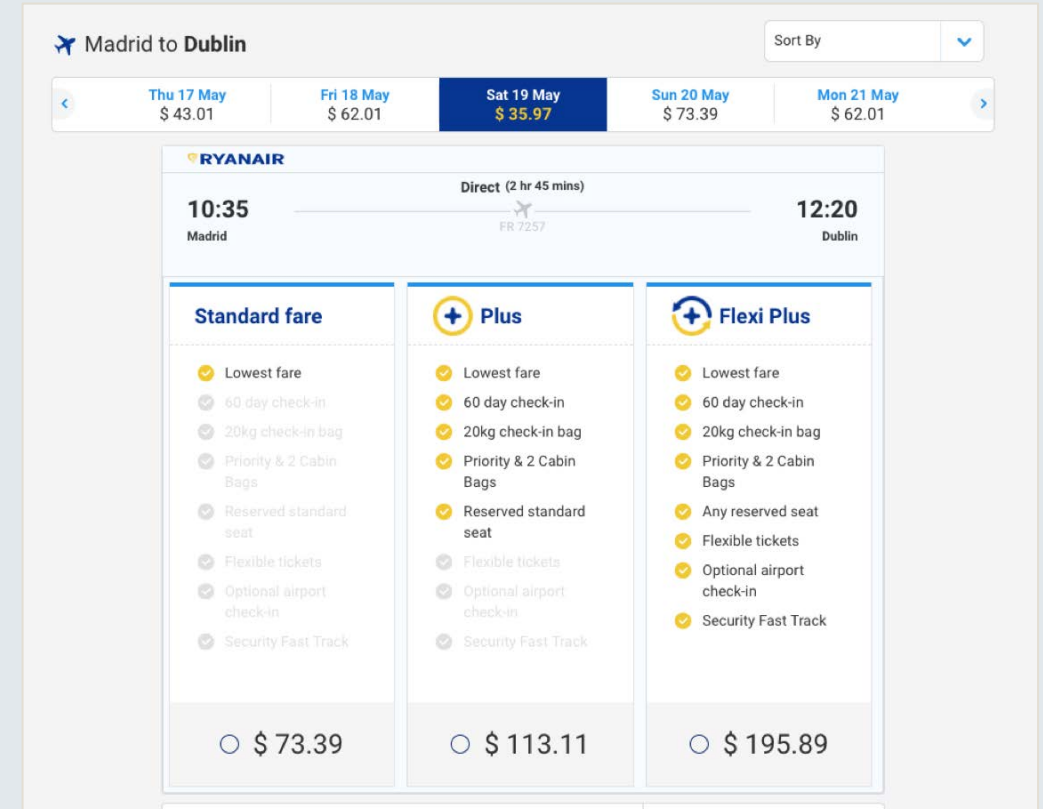 Madrid to Dublin
Sort By
Thu 17 May
$ 43.01
Fri 18 May
$ 62.01
Sat 19 May
$ 35.97
Sun 20 May
$ 73.39
Mon 21 May
$ 62.01
RYANAIR
Direct (2 hr 45 mins)
10:35
12:20
FR 7257
Madrid
Dublin
Standard fare
Lowest fare
60 day check-in
20kg check-in bag
Priority & 2 Cabin
Bags
Reserved standard
seat
Flexible tickets
Optional airport
check-in
Security Fast Track
$ 73.39
Plus
Lowest fare
60 day check-in
20kg check-in bag
Priority & 2 Cabin
Bags
Reserved standard
seat
Flexible tickets
Optional airport
check-in
Security Fast Track
$ 113.11
Flexi Plus
Lowest fare
60 day check-in
20kg check-in bag
Priority & 2 Cabin
Bags
Any reserved seat
Flexible tickets
Optional airport
check-in
Security Fast Track
$ 195.89